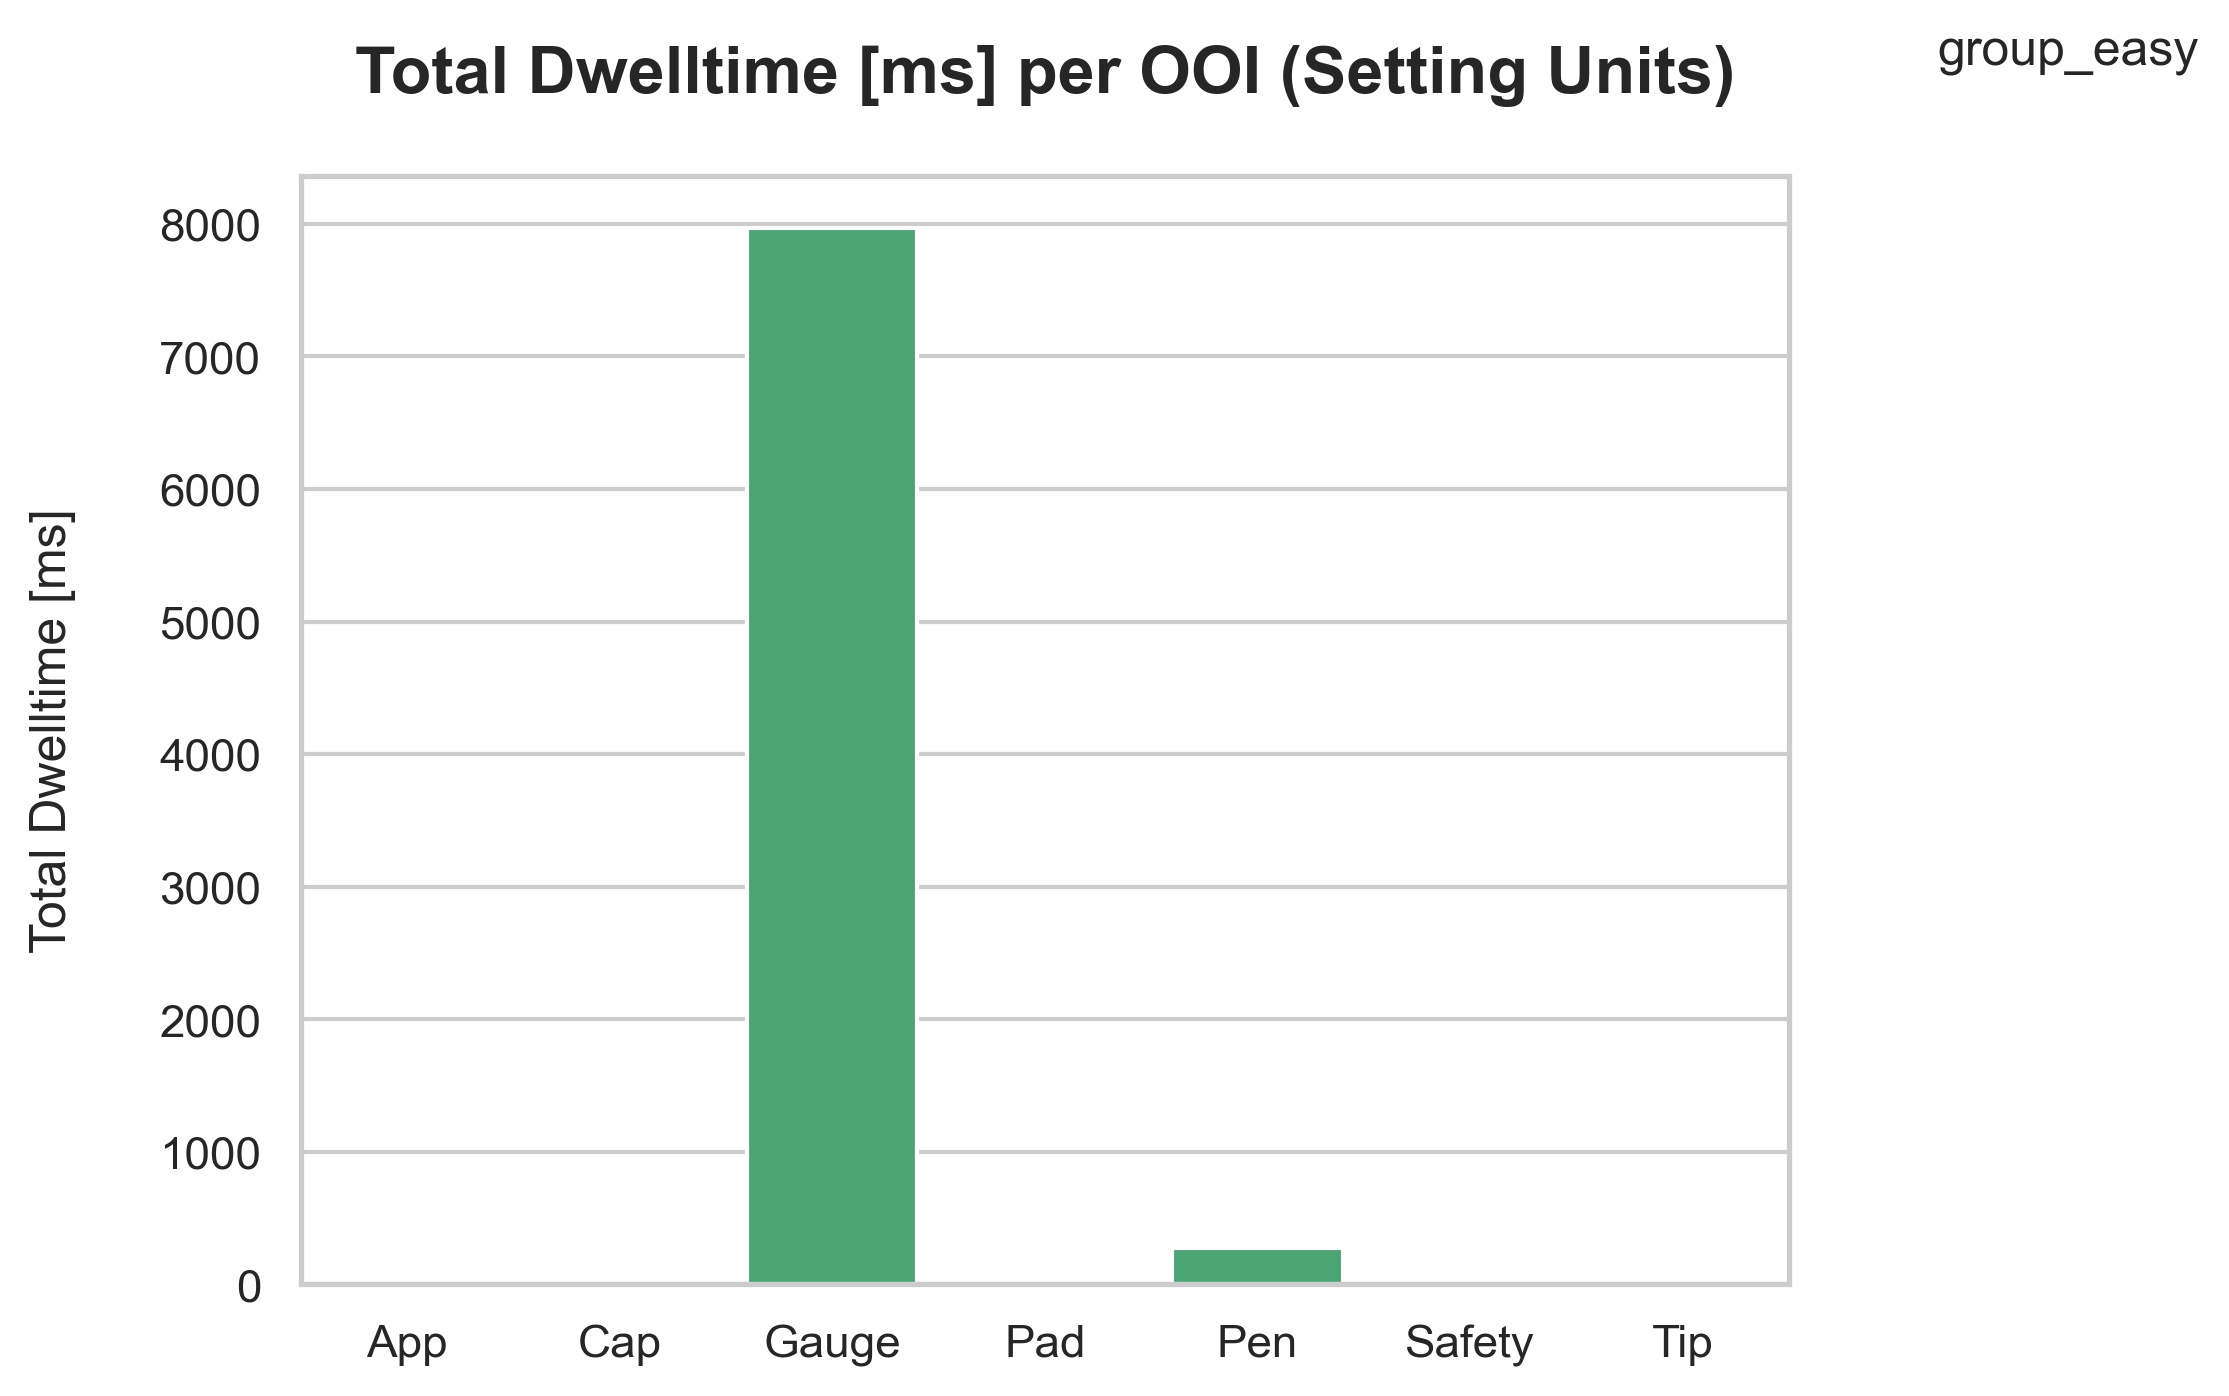 Total Dwelltime [ms] per OOI (Setting Units)
group_easy
Total Dwelltime [ms]
8000
7000
6000
5000
4000
3000
2000
1000
0
App Cap Gauge Pad Pen Safety Tip